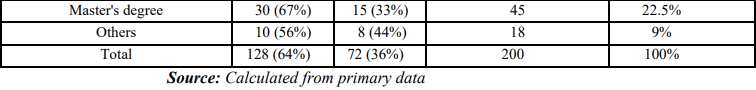 Master's degree 30 (67%) 15 (33%) 45 22.5%
Others 10 (56%) 8 (44%) 18 9%
Total 128 (64%) 72 (36%) 200 100%
Source: Calculated from primary data